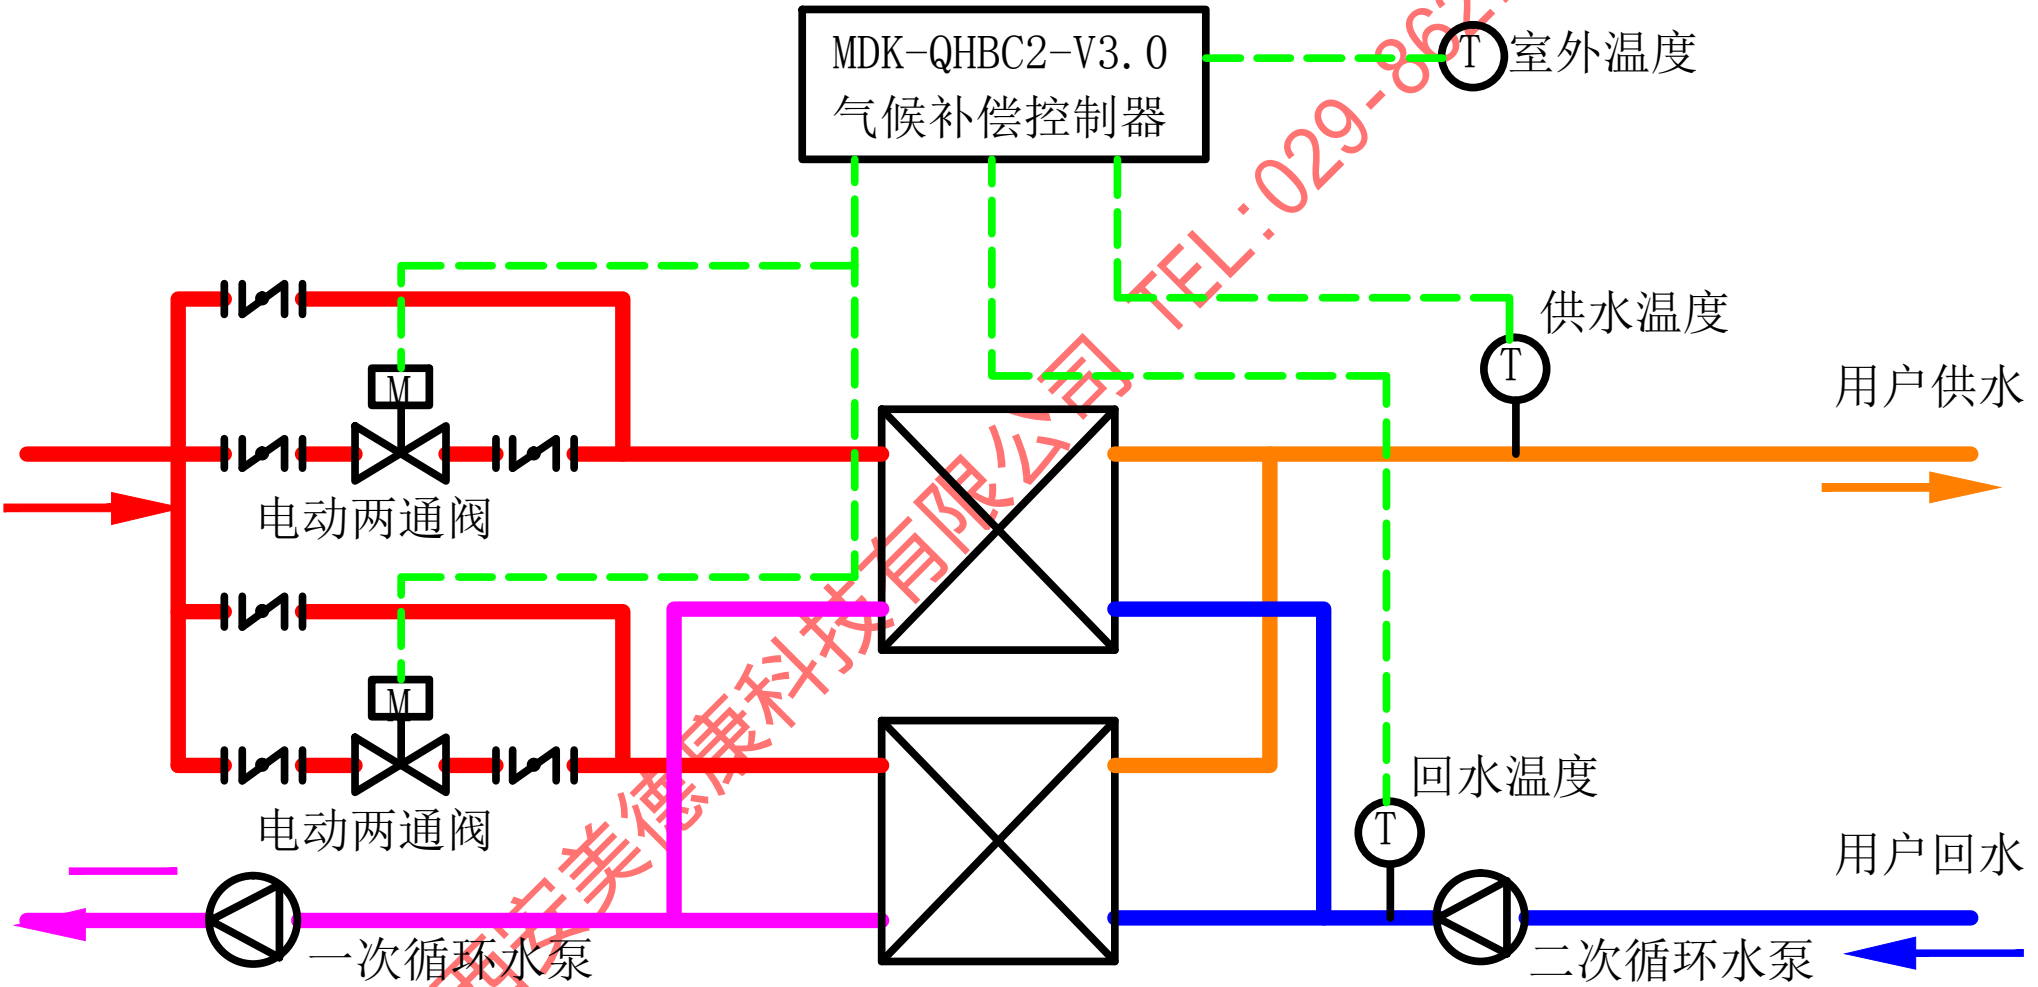 MDK-QHBC2-V3.0
气候补偿控制器
T
室外温度
供水温度
T
用户供水
M
电动两通阀
M
电动两通阀
回水温度
T
用户回水
一次循环水泵
二次循环水泵
西安美德康科技有限公司 TEL:029-862